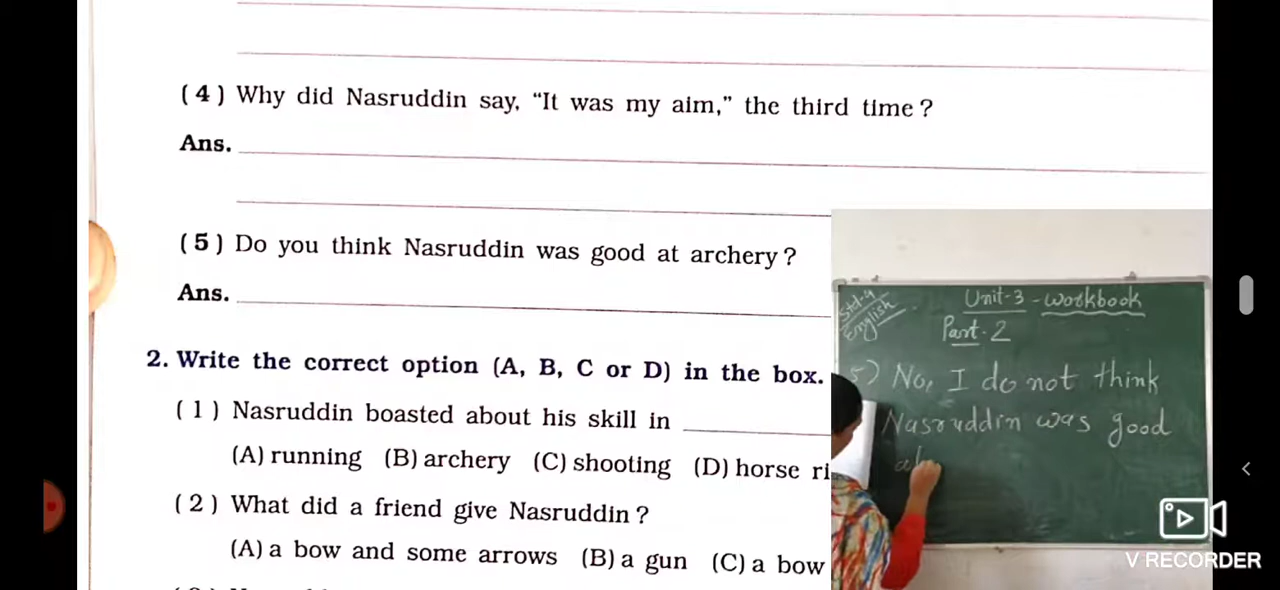 (4) Why did Nasruddin say, “It was my aim,” the third time?
Ans.
(5) Do you think Nasruddin was good at archery?
Ans.
2. Write the correct option (A, B, C or D) in the box.
(1) Nasruddin boasted about his skill in
(A) running (B) archery (C) shooting (D) horse ri
(2) What did a friend give Nasruddin?
(A) a bow and some arrows (B) a gun (C) a bow
Std-4
English
Unit-3 - workbook
Part-2
5) No, I do not think
Nasruddin was good
V RECORDER